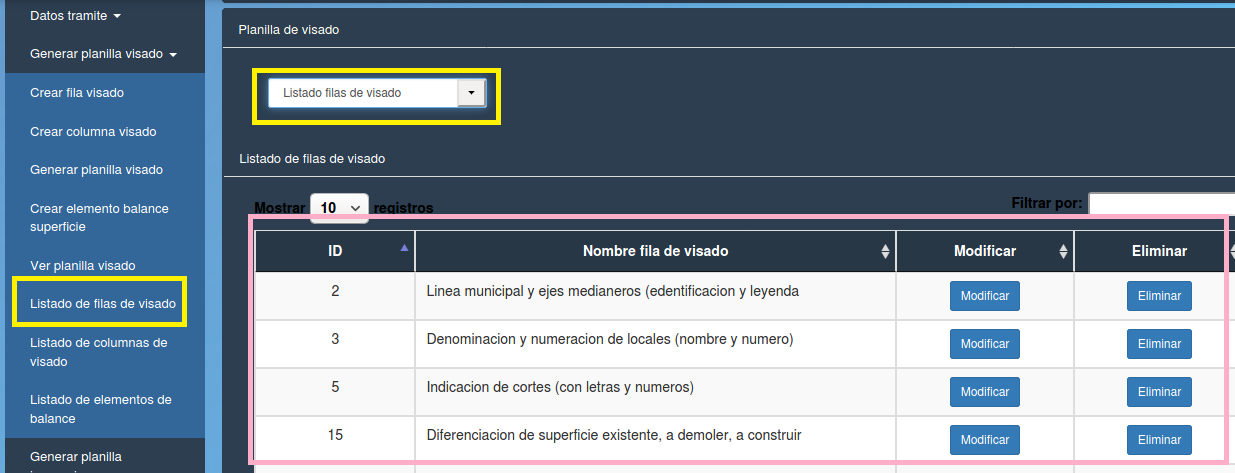 Datos tramite
Generar planilla visado
Crear fila visado
Crear columna visado
Generar planilla visado
Crear elemento balance
superficie
Ver planilla visado
Listado de filas de visado
Listado de columnas de
visado
Listado de elementos de
balance
Generar planilla
Planilla de visado
Listado filas de visado
Listado de filas de visado
Mostrar 10 registros
Filtrar por:
ID Nombre fila de visado Modificar Eliminar
2 Linea municipal y ejes medianeros (edentificacion y leyenda Modificar Eliminar
3 Denominacion y numeracion de locales (nombre y numero) Modificar Eliminar
5 Indicacion de cortes (con letras y numeros) Modificar Eliminar
15 Diferenciacion de superficie existente, a demoler, a construir Modificar Eliminar